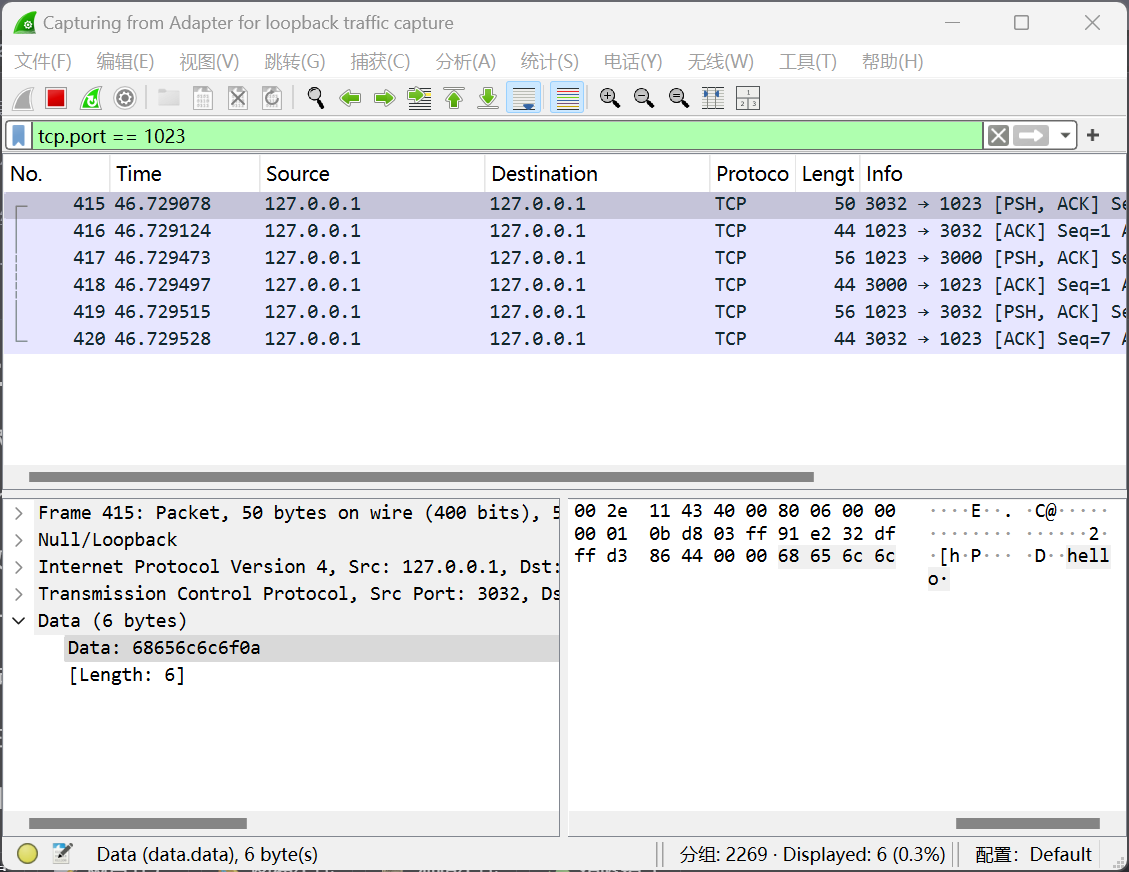 Capturing from Adapter for loopback traffic capture
文件(F) 编辑(E) 视图(V) 跳转(G) 捕获(C) 分析(A) 统计(S) 电话(Y) 无线(W) 工具(T) 帮助(H)
tcp.port == 1023
No. Time Source Destination Protoco Lengt Info
415 46.729078 127.0.0.1 127.0.0.1 TCP 50 3032 → 1023 [PSH, ACK] Se
416 46.729124 127.0.0.1 127.0.0.1 TCP 44 1023 → 3032 [ACK] Seq=1 A
417 46.729473 127.0.0.1 127.0.0.1 TCP 56 1023 → 3000 [PSH, ACK] Se
418 46.729497 127.0.0.1 127.0.0.1 TCP 44 3000 → 1023 [ACK] Seq=1 A
419 46.729515 127.0.0.1 127.0.0.1 TCP 56 1023 → 3032 [PSH, ACK] Se
420 46.729528 127.0.0.1 127.0.0.1 TCP 44 3032 → 1023 [ACK] Seq=7 A
Frame 415: Packet, 50 bytes on wire (400 bits), 5
Null/Loopback
Internet Protocol Version 4, Src: 127.0.0.1, Dst:
Transmission Control Protocol, Src Port: 3032, Ds
Data (6 bytes)
Data: 68656c6c6f0a
[Length: 6]
00 2e 11 43 40 00 80 06 00 00 ····E··. ·C@·····
00 01 0b d8 03 ff 91 e2 32 df ········ ······2·
ff d3 86 44 00 00 68 65 6c 6c ·[hP··· ·D··hell
o·
Data (data.data), 6 byte(s)
分组: 2269 · Displayed: 6 (0.3%)
配置: Default